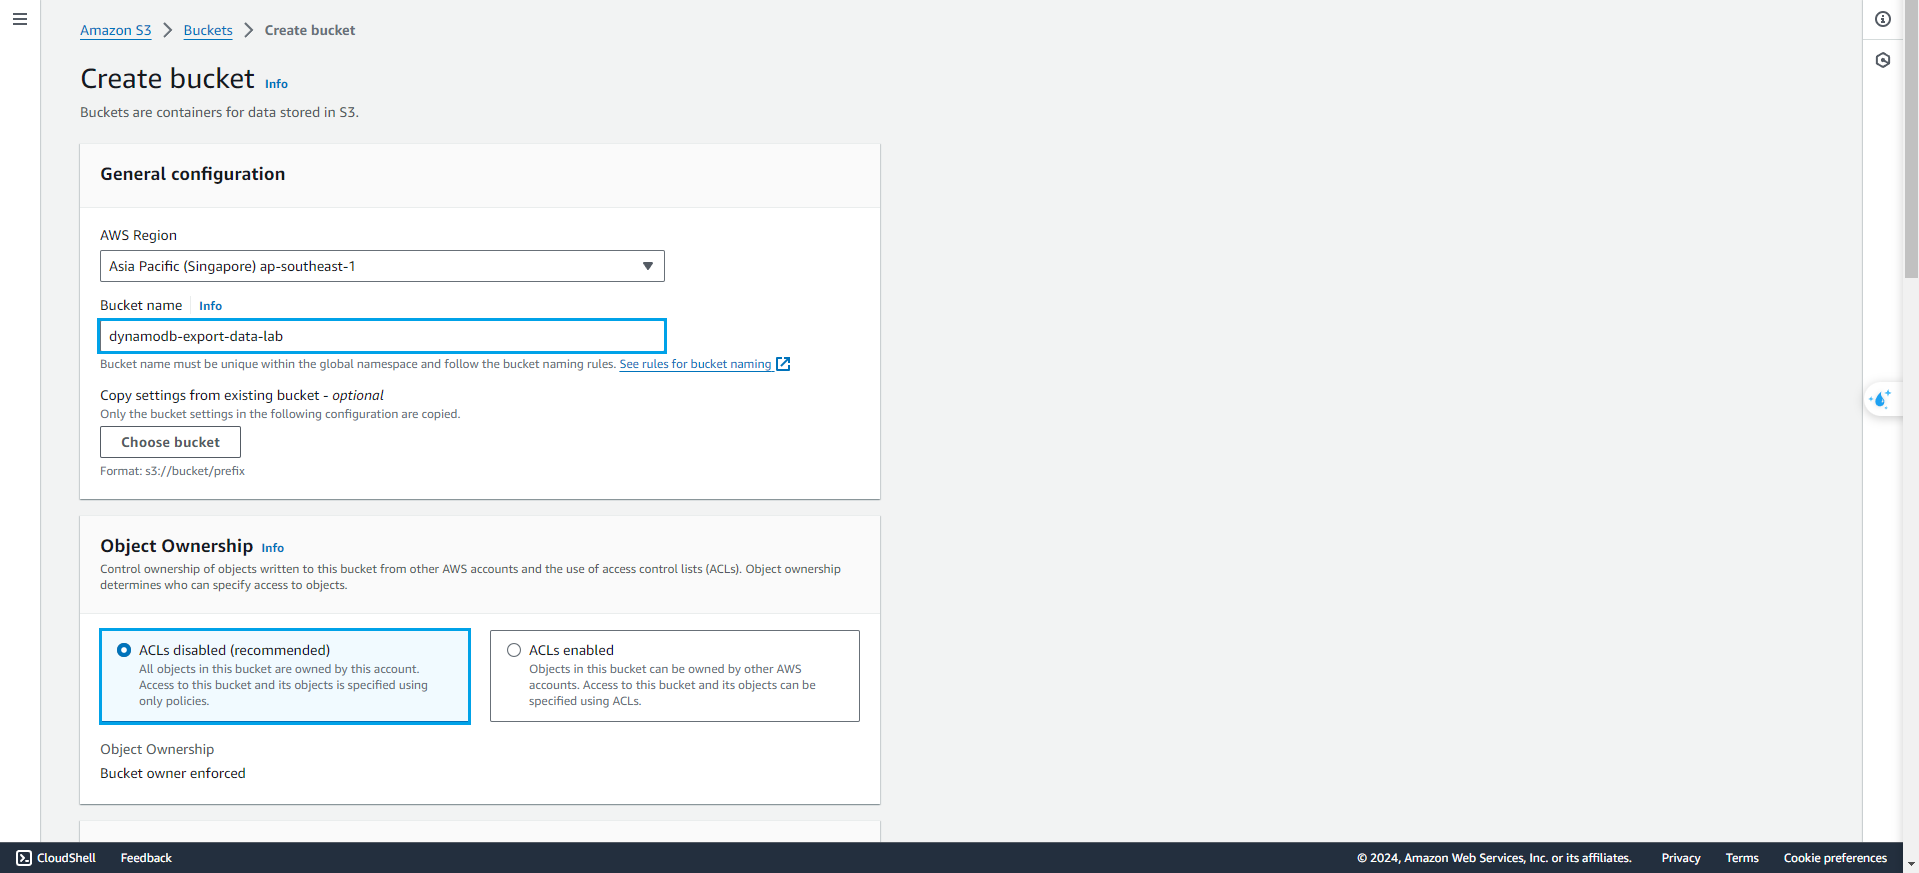 Amazon S3 > Buckets > Create bucket
Create bucket Info
Buckets are containers for data stored in S3.
General configuration
AWS Region
Asia Pacific (Singapore) ap-southeast-1
Bucket name Info
dynamodb-export-data-lab
Bucket name must be unique within the global namespace and follow the bucket naming rules. See rules for bucket naming
Copy settings from existing bucket - optional
Only the bucket settings in the following configuration are copied.
Choose bucket
Format: s3://bucket/prefix
Object Ownership Info
Control ownership of objects written to this bucket from other AWS accounts and the use of access control lists (ACLs). Object ownership
determines who can specify access to objects.
ACLs disabled (recommended)
All objects in this bucket are owned by this account.
Access to this bucket and its objects is specified using
only policies.
ACLs enabled
Objects in this bucket can be owned by other AWS
accounts. Access to this bucket and its objects can be
specified using ACLs.
Object Ownership
Bucket owner enforced
CloudShell Feedback © 2024, Amazon Web Services, Inc. or its affiliates. Privacy Terms Cookie preferences